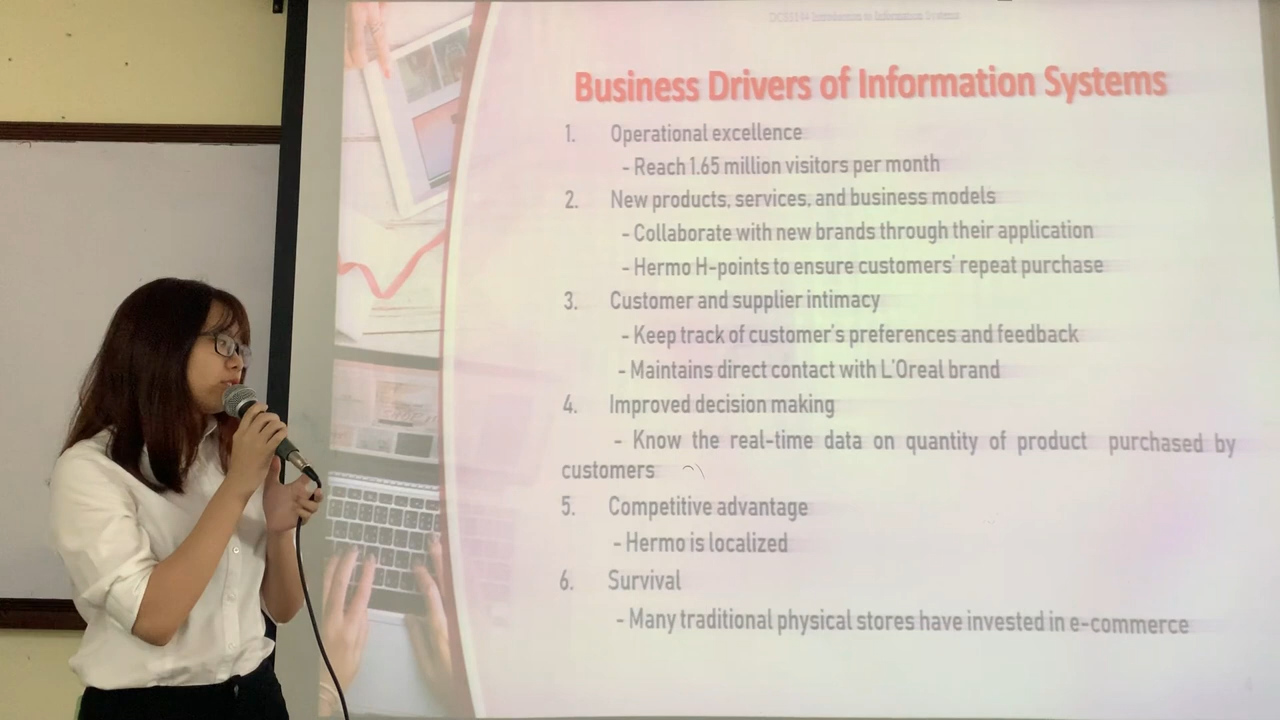 Introduction to Information Systems
Business Drivers of Information Systems
1. Operational excellence
- Reach 1.65 million visitors per month
2. New products, services, and business models
- Collaborate with new brands through their application
- Hermo H-points to ensure customers' repeat purchase
3. Customer and supplier intimacy
- Keep track of customer's preferences and feedback
- Maintains direct contact with L'Oreal brand
4. Improved decision making
- Know the real-time data on quantity of product purchased by
customers
5. Competitive advantage
- Hermo is localized
6. Survival
- Many traditional physical stores have invested in e-commerce